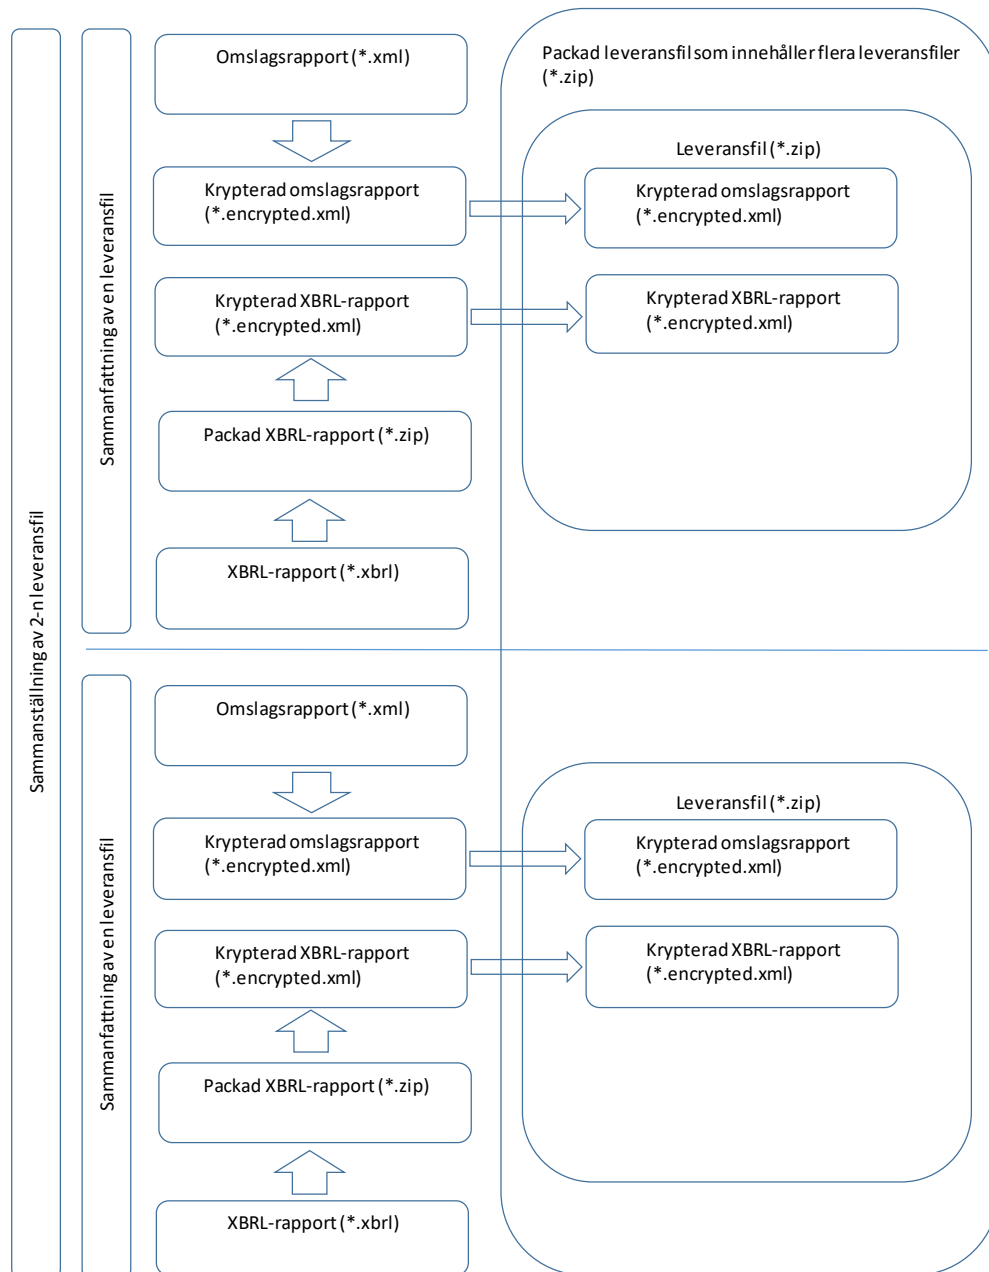 Sammanställning av 2-n leveransfil
Sammanfattning av en leveransfil
Omslagsrapport (*.xml)
Krypterad omslagsrapport
(*.encrypted.xml)
Krypterad XBRL-rapport
(*.encrypted.xml)
Packad XBRL-rapport (*.zip)
XBRL-rapport (*.xbrl)
Packad leveransfil som innehåller flera leveransfiler
(*.zip)
Leveransfil (*.zip)
Krypterad omslagsrapport
(*.encrypted.xml)
Krypterad XBRL-rapport
(*.encrypted.xml)
Sammanfattning av en leveransfil
Omslagsrapport (*.xml)
Krypterad omslagsrapport
(*.encrypted.xml)
Krypterad XBRL-rapport
(*.encrypted.xml)
Packad XBRL-rapport (*.zip)
XBRL-rapport (*.xbrl)
Leveransfil (*.zip)
Krypterad omslagsrapport
(*.encrypted.xml)
Krypterad XBRL-rapport
(*.encrypted.xml)